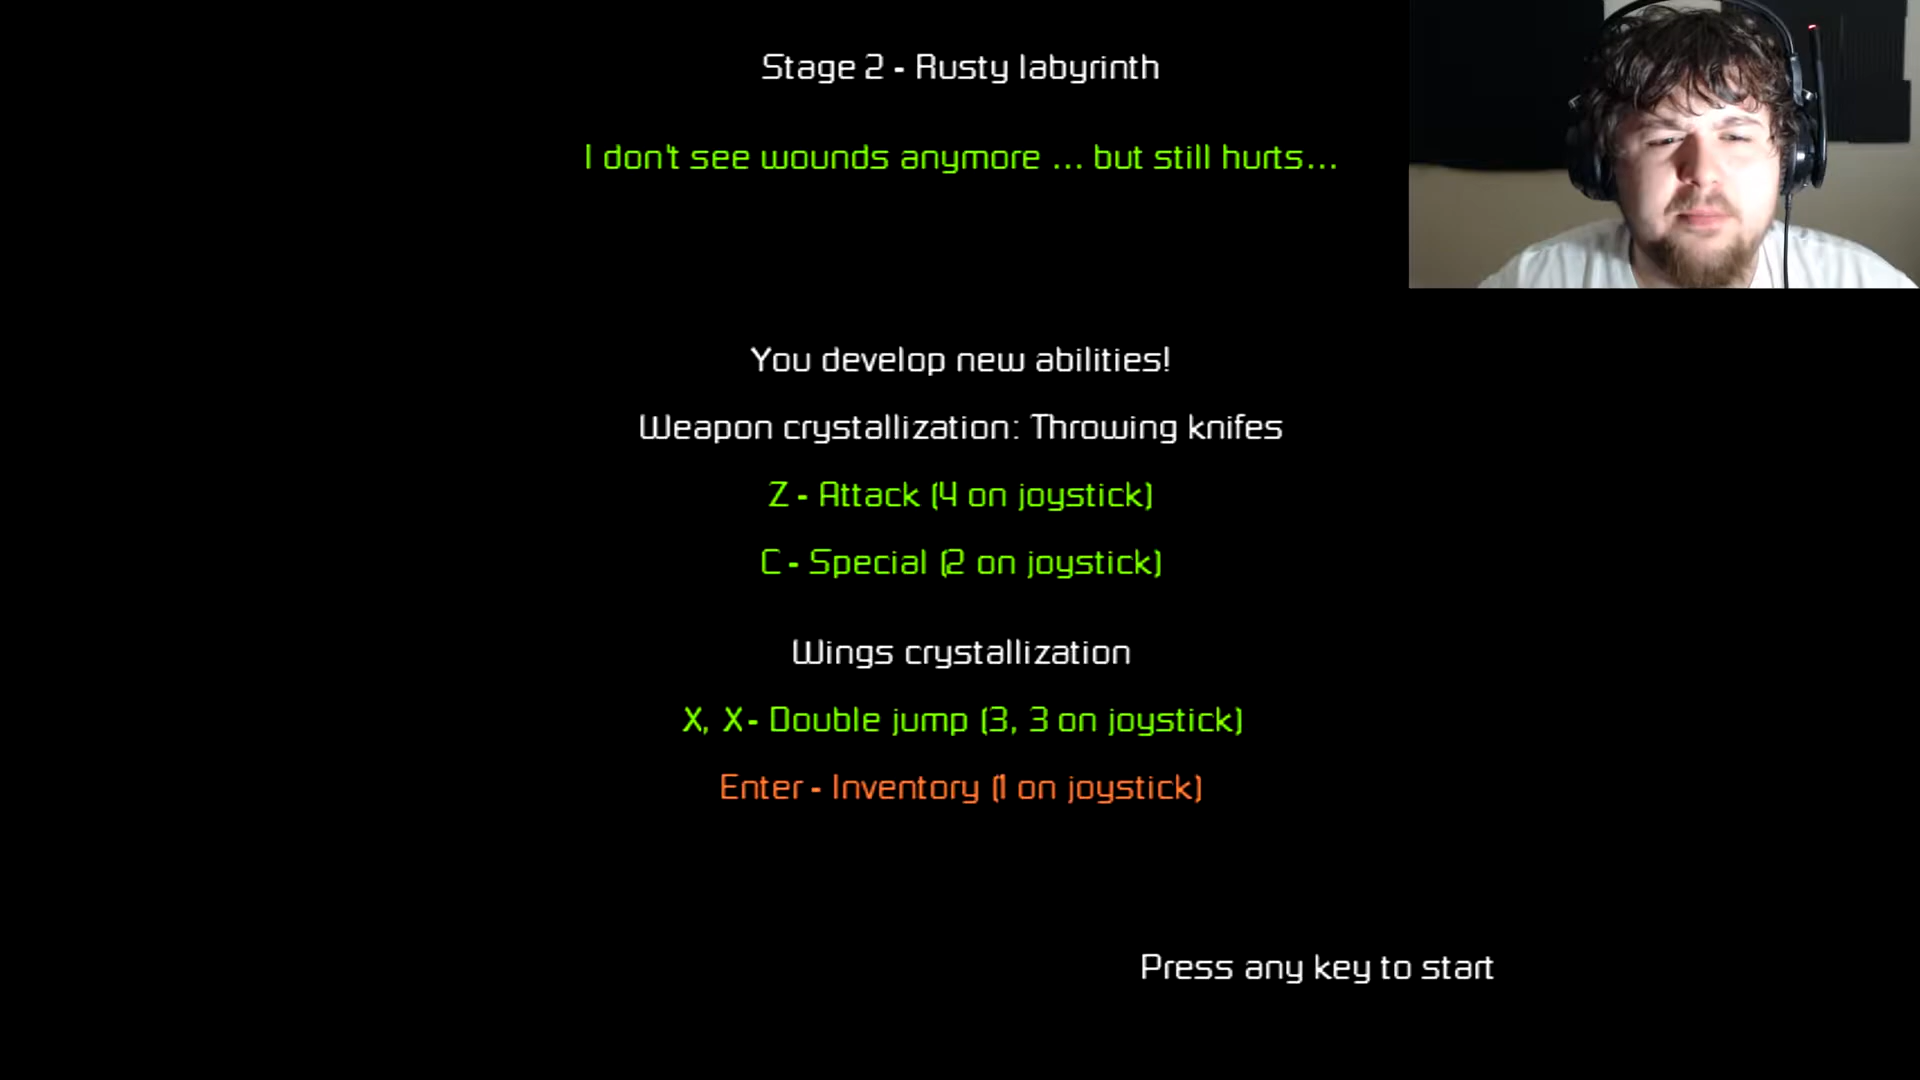 Stage 2 - Rusty labyrinth
I don't see wounds anymore ... but still hurts...
You develop new abilities!
Weapon crystallization: Throwing knifes
Z - Attack (4 on joystick)
C - Special (2 on joystick)
Wings crystallization
X, X - Double jump (3, 3 on joystick)
Enter - Inventory (1 on joystick)
Press any key to start